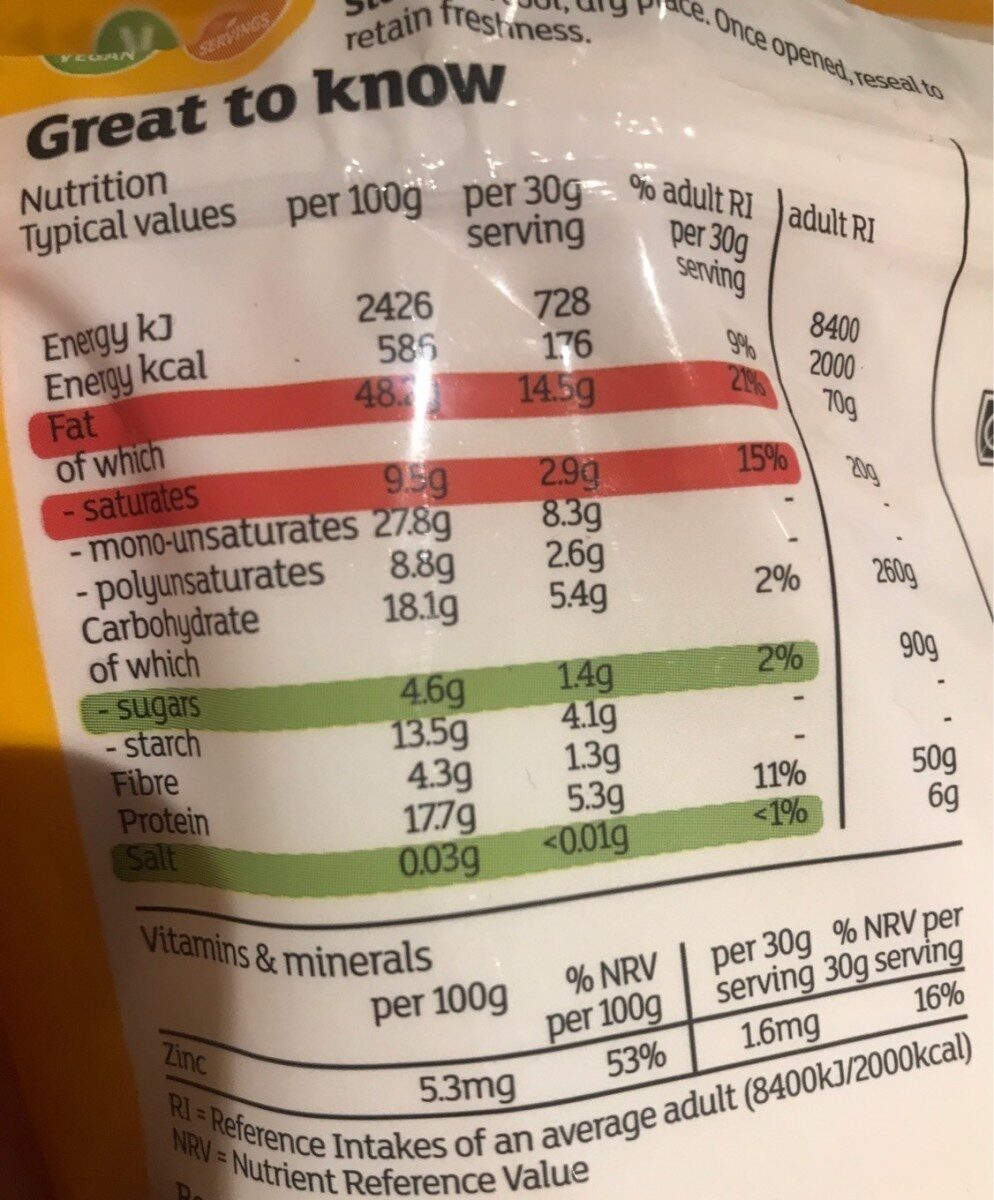 VEGAN
SERVINGS
place. Once opened, reseal to
retain freshness.
Great to know
Nutrition
Typical values per 100g per 30g serving % adult RI per 30g serving adult RI
Energy kJ 2426 728 8400
Energy kcal 586 176 9% 2000
Fat 14.5g 21% 70g
of which
- saturates 9.5g 2.9g 15% 20g
- mono-unsaturates 27.8g 8.3g - -
- polyunsaturates 8.8g 2.6g - -
Carbohydrate 18.1g 5.4g 2% 260g
of which
- sugars 4.6g 1.4g 2% 90g
- starch 13.5g 4.1g - -
Fibre 4.3g 1.3g - -
Protein 17.7g 5.3g 11% 50g
Salt 0.03g <0.01g <1% 6g
Vitamins & minerals
per 100g % NRV per 100g per 30g serving % NRV per 30g serving
Zinc 5.3mg 53% 1.6mg 16%
RI = Reference Intakes of an average adult (8400kJ/2000kcal)
NRV = Nutrient Reference Value